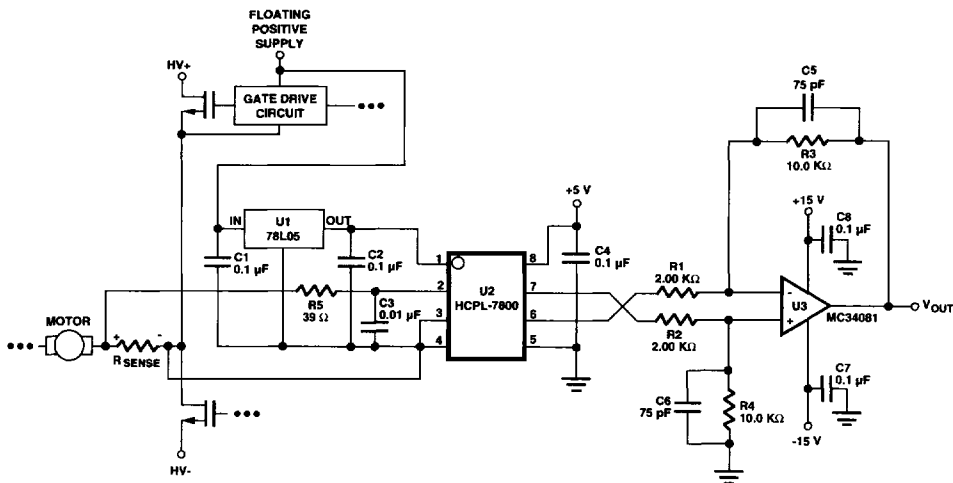 FLOATING
POSITIVE
SUPPLY
HV+
GATE DRIVE
CIRCUIT
•••
C5
75 pF
R3
10.0 KΩ
+5 V
+15 V
C8
0.1 µF
IN
U1
78L05
OUT
C1
0.1 µF
C2
0.1 µF
1
8
C4
0.1 µF
R5
39 Ω
2
C3
0.01 µF
3
4
U2
HCPL-7800
7
6
5
R1
2.00 KΩ
R2
2.00 KΩ
-
+
U3
MC34081
VOUT
MOTOR
•••
+
-
RSENSE
•••
HV-
C6
75 pF
R4
10.0 KΩ
C7
0.1 µF
-15 V